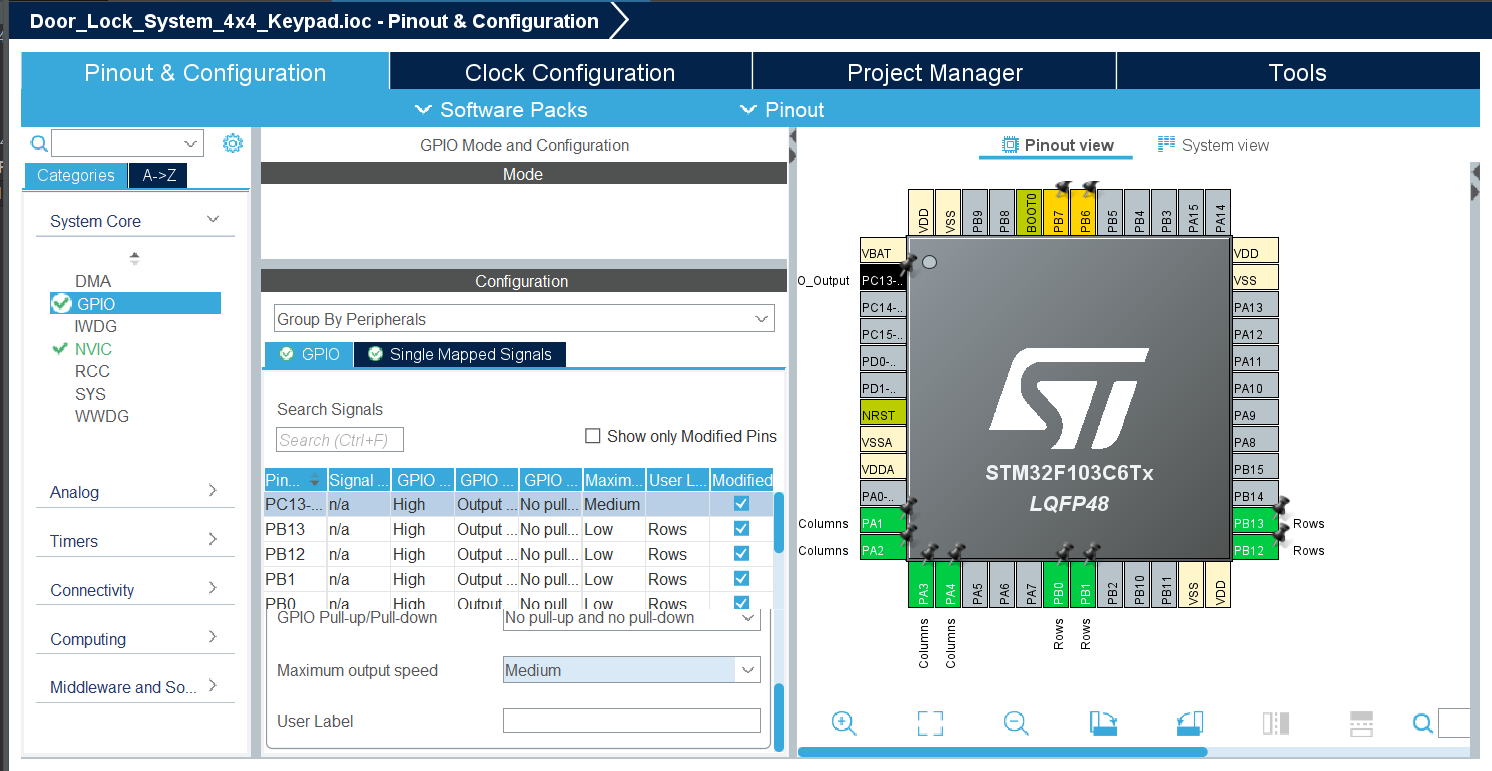 Door_Lock_System_4x4_Keypad.ioc - Pinout & Configuration
Pinout & Configuration
Clock Configuration
Project Manager
Tools
Software Packs
Pinout
Categories
A->Z
System Core
DMA
GPIO
IWDG
NVIC
RCC
SYS
WWDG
Analog
Timers
Connectivity
Computing
Middleware and So...
GPIO Mode and Configuration
Mode
Configuration
Group By Peripherals
GPIO
Single Mapped Signals
Search Signals
Search (Ctrl+F)
Show only Modified Pins
Pin... Signal ... GPIO ... GPIO ... GPIO ... Maxim... User L... Modified
PC13-... n/a High Output ... No pull... Medium
PB13 n/a High Output ... No pull... Low Rows
PB12 n/a High Output ... No pull... Low Rows
PB1 n/a High Output ... No pull... Low Rows
PB0 n/a High Output ... No pull... Low Rows
GPIO Pull-up/Pull-down
No pull-up and no pull-down
Maximum output speed
Medium
User Label
Pinout view
System view
VDD
VSS
PB9
PB8
BOOT0
PB7
PB6
PB5
PB4
PB3
PA15
PA14
VBAT
O_Output
PC13-..
PC14-..
PC15-..
PD0-..
PD1-..
NRST
VSSA
VDDA
PA0-..
Columns
PA1
Columns
PA2
STM32F103C6Tx
LQFP48
VDD
VSS
PA13
PA12
PA11
PA10
PA9
PA8
PB15
PB14
PB13
Rows
PB12
Rows
PA3
PA4
PA5
PA6
PA7
PB0
PB1
PB2
PB10
PB11
VSS
VDD
Columns
Columns
Rows
Rows